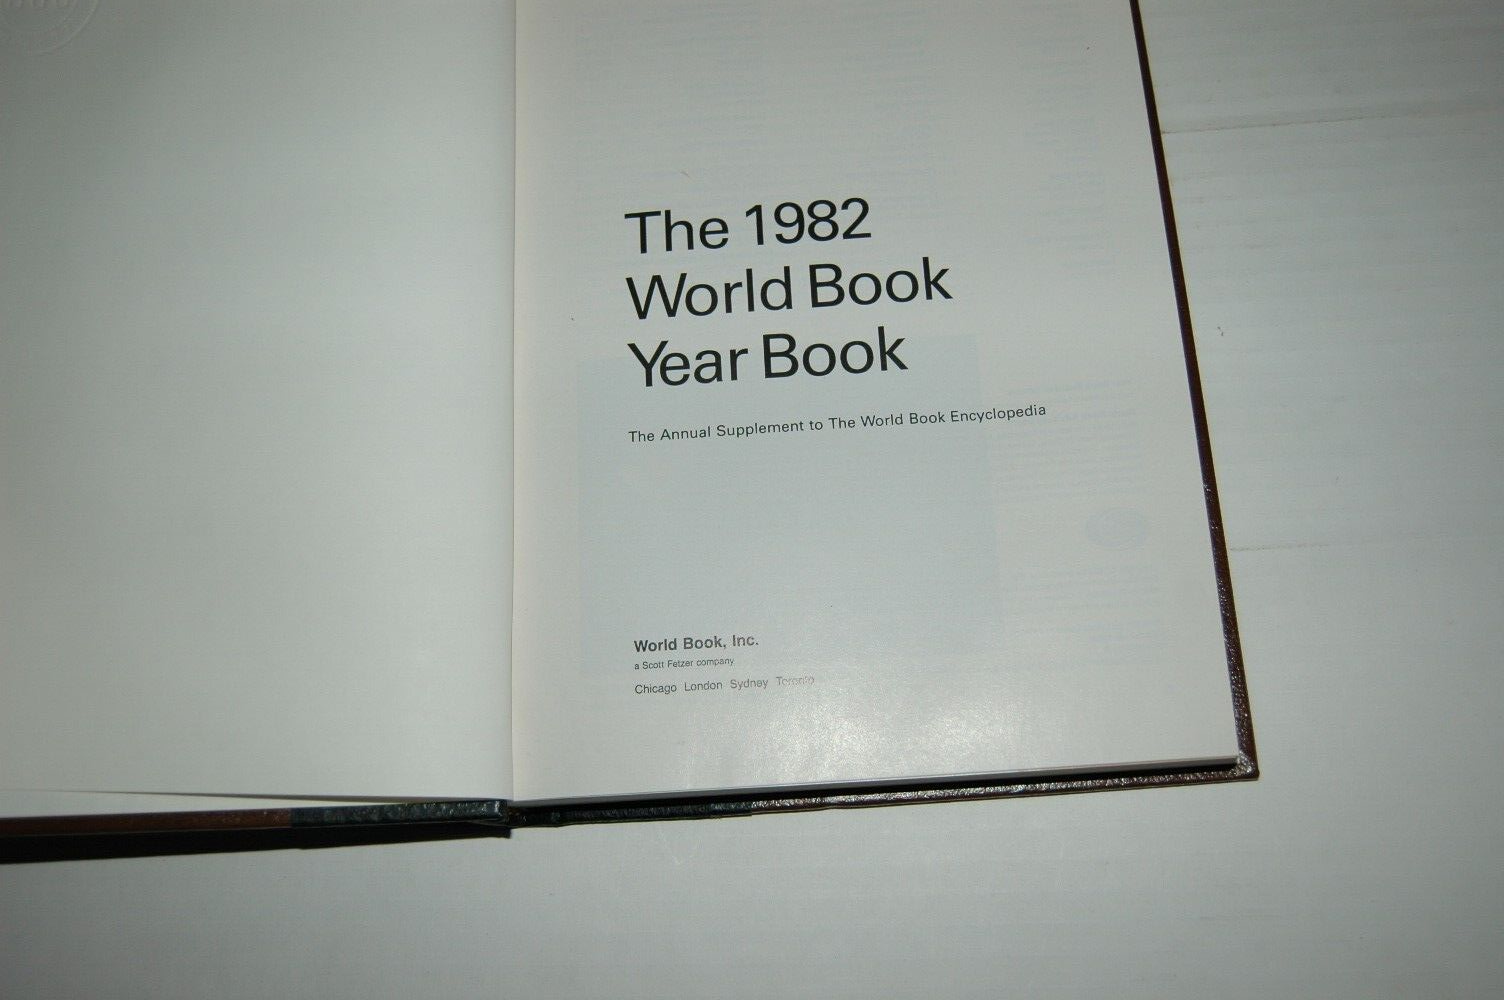 The 1982
World Book
Year Book
The Annual Supplement to The World Book Encyclopedia
World Book, Inc.
a Scott Fetzer company
Chicago London Sydney Toronto